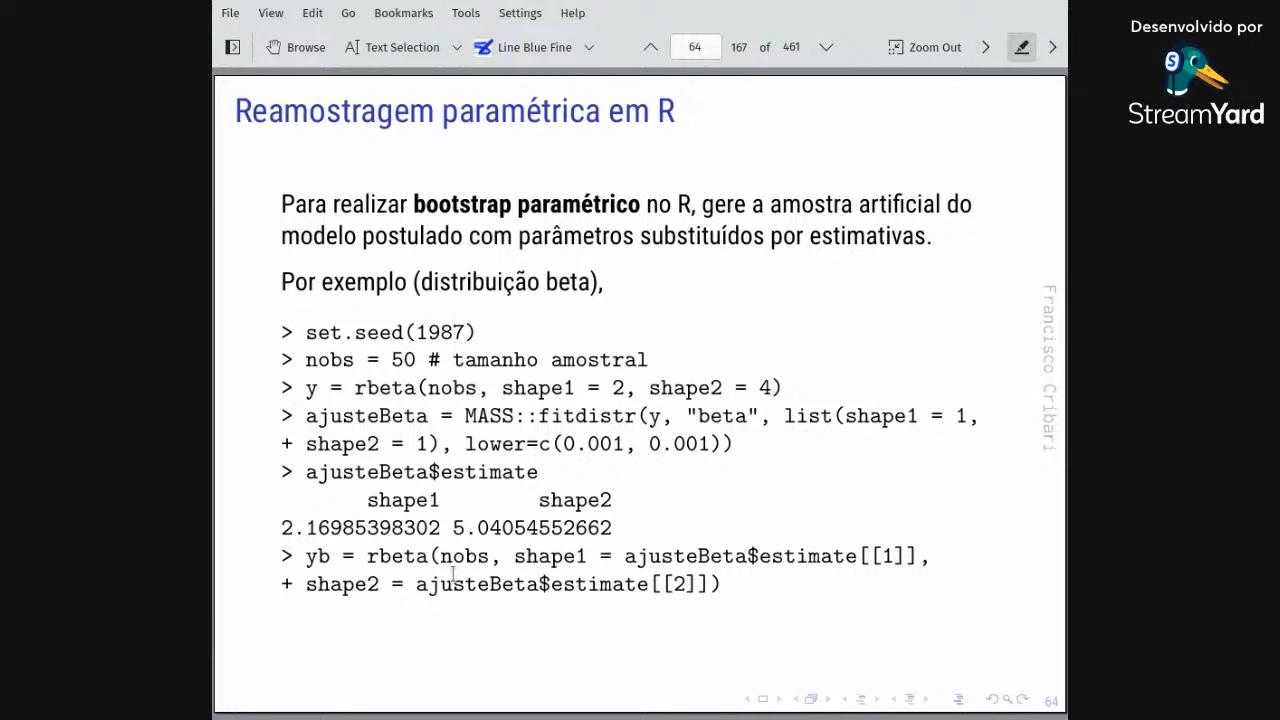 File View Edit Go Bookmarks Tools Settings Help
Browse Text Selection Line Blue Fine 64 167 of 461 Zoom Out
Desenvolvido por
StreamYard
Reamostragem paramétrica em R
Para realizar bootstrap paramétrico no R, gere a amostra artificial do
modelo postulado com parâmetros substituídos por estimativas.
Por exemplo (distribuição beta),
> set.seed(1987)
> nobs = 50 # tamanho amostral
> y = rbeta(nobs, shape1 = 2, shape2 = 4)
> ajusteBeta = MASS::fitdistr(y, "beta", list(shape1 = 1,
+ shape2 = 1), lower=c(0.001, 0.001))
> ajusteBeta$estimate
shape1 shape2
2.16985398302 5.04054552662
> yb = rbeta(nobs, shape1 = ajusteBeta$estimate[[1]],
+ shape2 = ajusteBeta$estimate[[2]])
Francisco Cribari
64